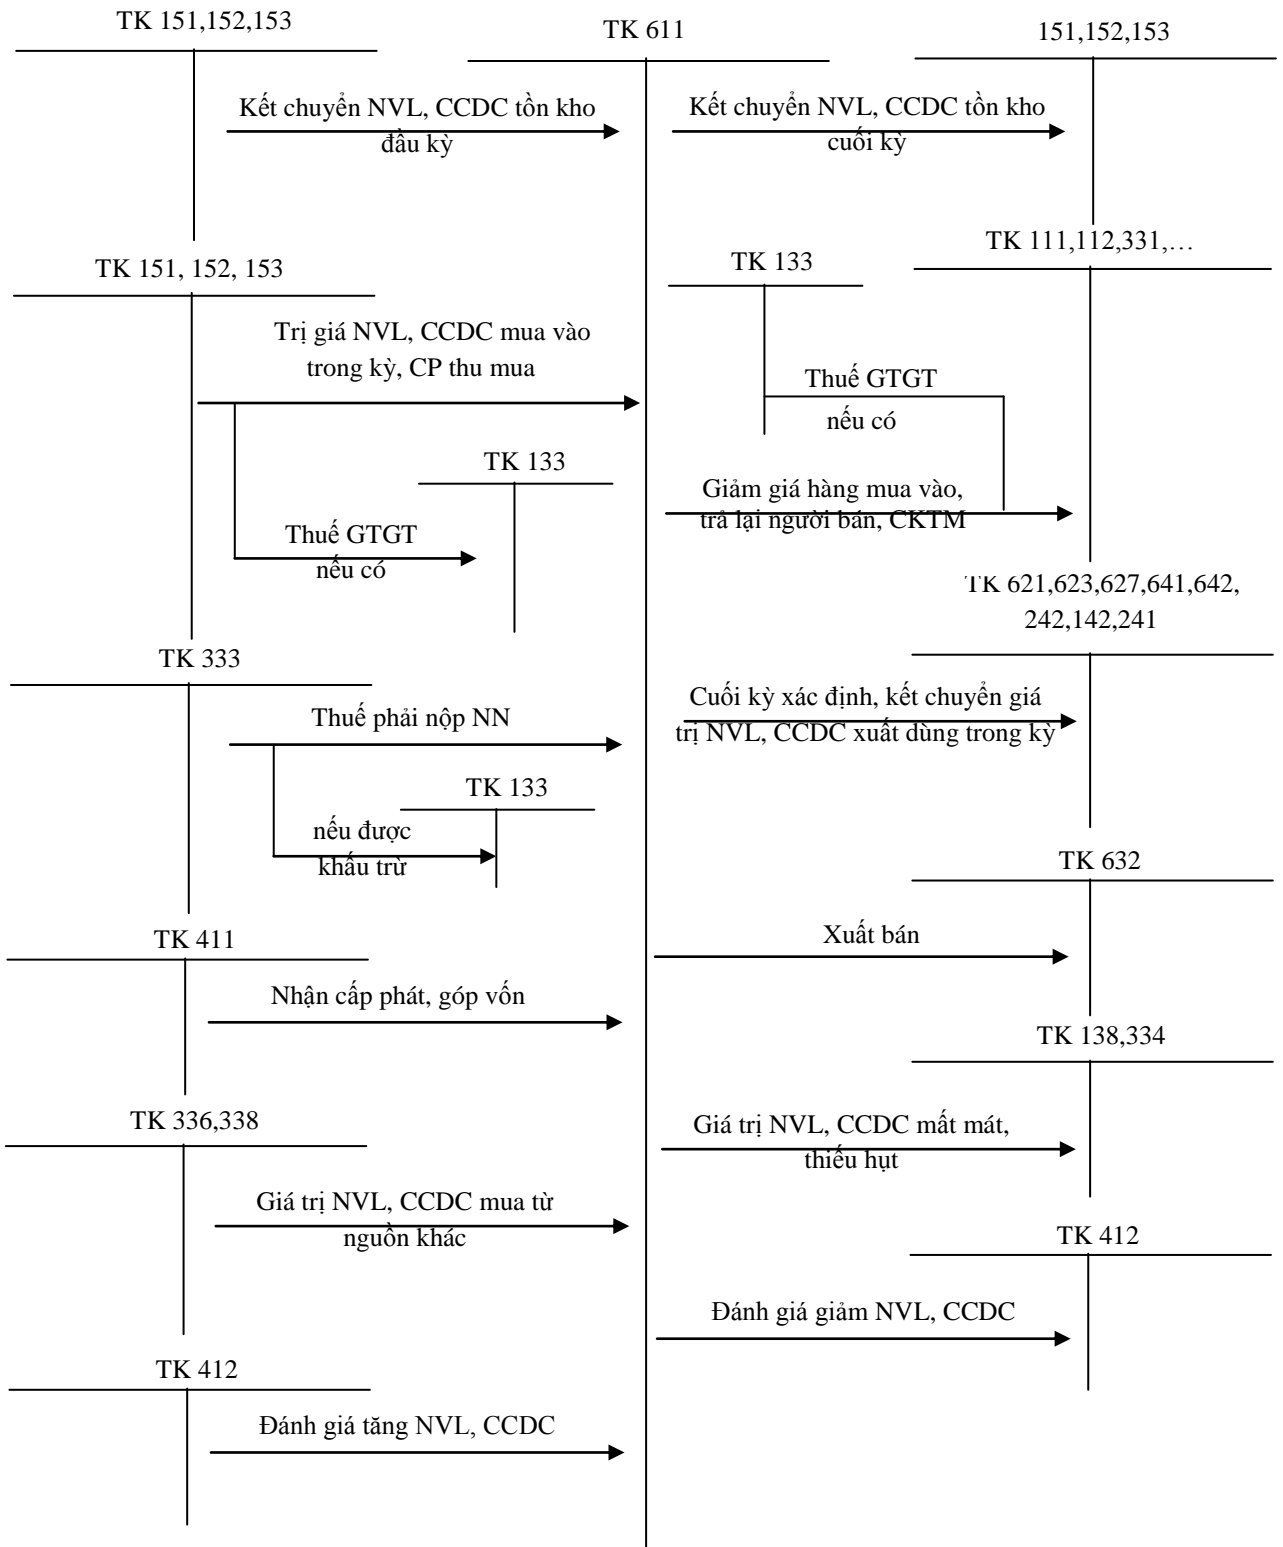 TK 151,152,153
TK 611
151,152,153
Kết chuyển NVL, CCDC tồn kho
đầu kỳ
Kết chuyển NVL, CCDC tồn kho
cuối kỳ
TK 151, 152, 153
TK 133
TK 111,112,331,…
Trị giá NVL, CCDC mua vào
trong kỳ, CP thu mua
Thuế GTGT
nếu có
TK 133
Thuế GTGT
nếu có
Giảm giá hàng mua vào,
trả lại người bán, CKTM
TK 621,623,627,641,642,
242,142,241
TK 333
Thuế phải nộp NN
Cuối kỳ xác định, kết chuyển giá
trị NVL, CCDC xuất dùng trong kỳ
TK 133
nếu được
khấu trừ
TK 632
TK 411
Xuất bán
Nhận cấp phát, góp vốn
TK 138,334
TK 336,338
Giá trị NVL, CCDC mất mát,
thiếu hụt
Giá trị NVL, CCDC mua từ
nguồn khác
TK 412
Đánh giá giảm NVL, CCDC
TK 412
Đánh giá tăng NVL, CCDC